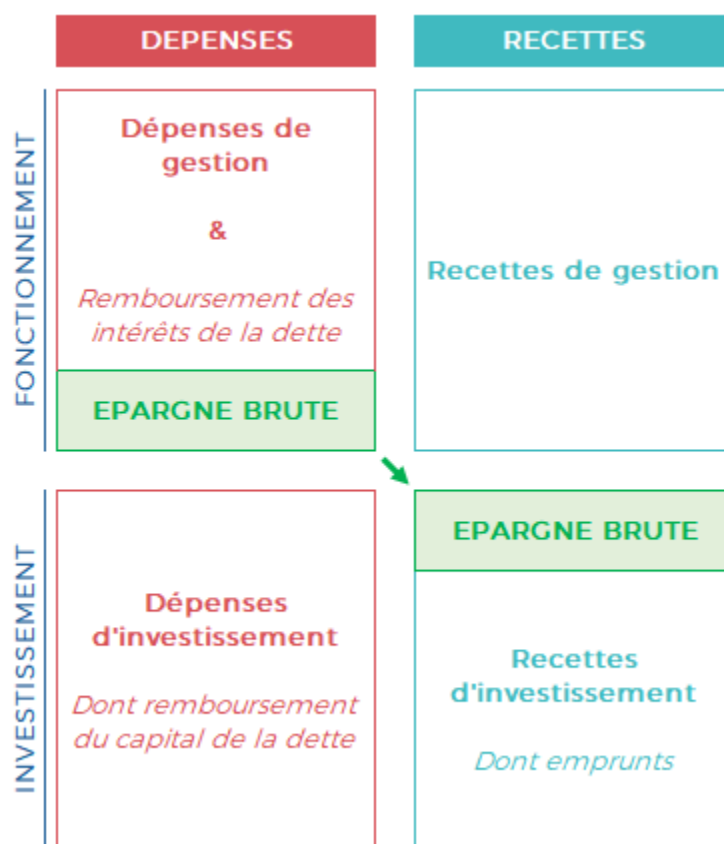 DEPENSES
RECETTES
FONCTIONNEMENT
Dépenses de
gestion
&
Remboursement des
intérêts de la dette
EPARGNE BRUTE
Recettes de gestion
INVESTISSEMENT
Dépenses
d'investissement
Dont remboursement
du capital de la dette
EPARGNE BRUTE
Recettes
d'investissement
Dont emprunts